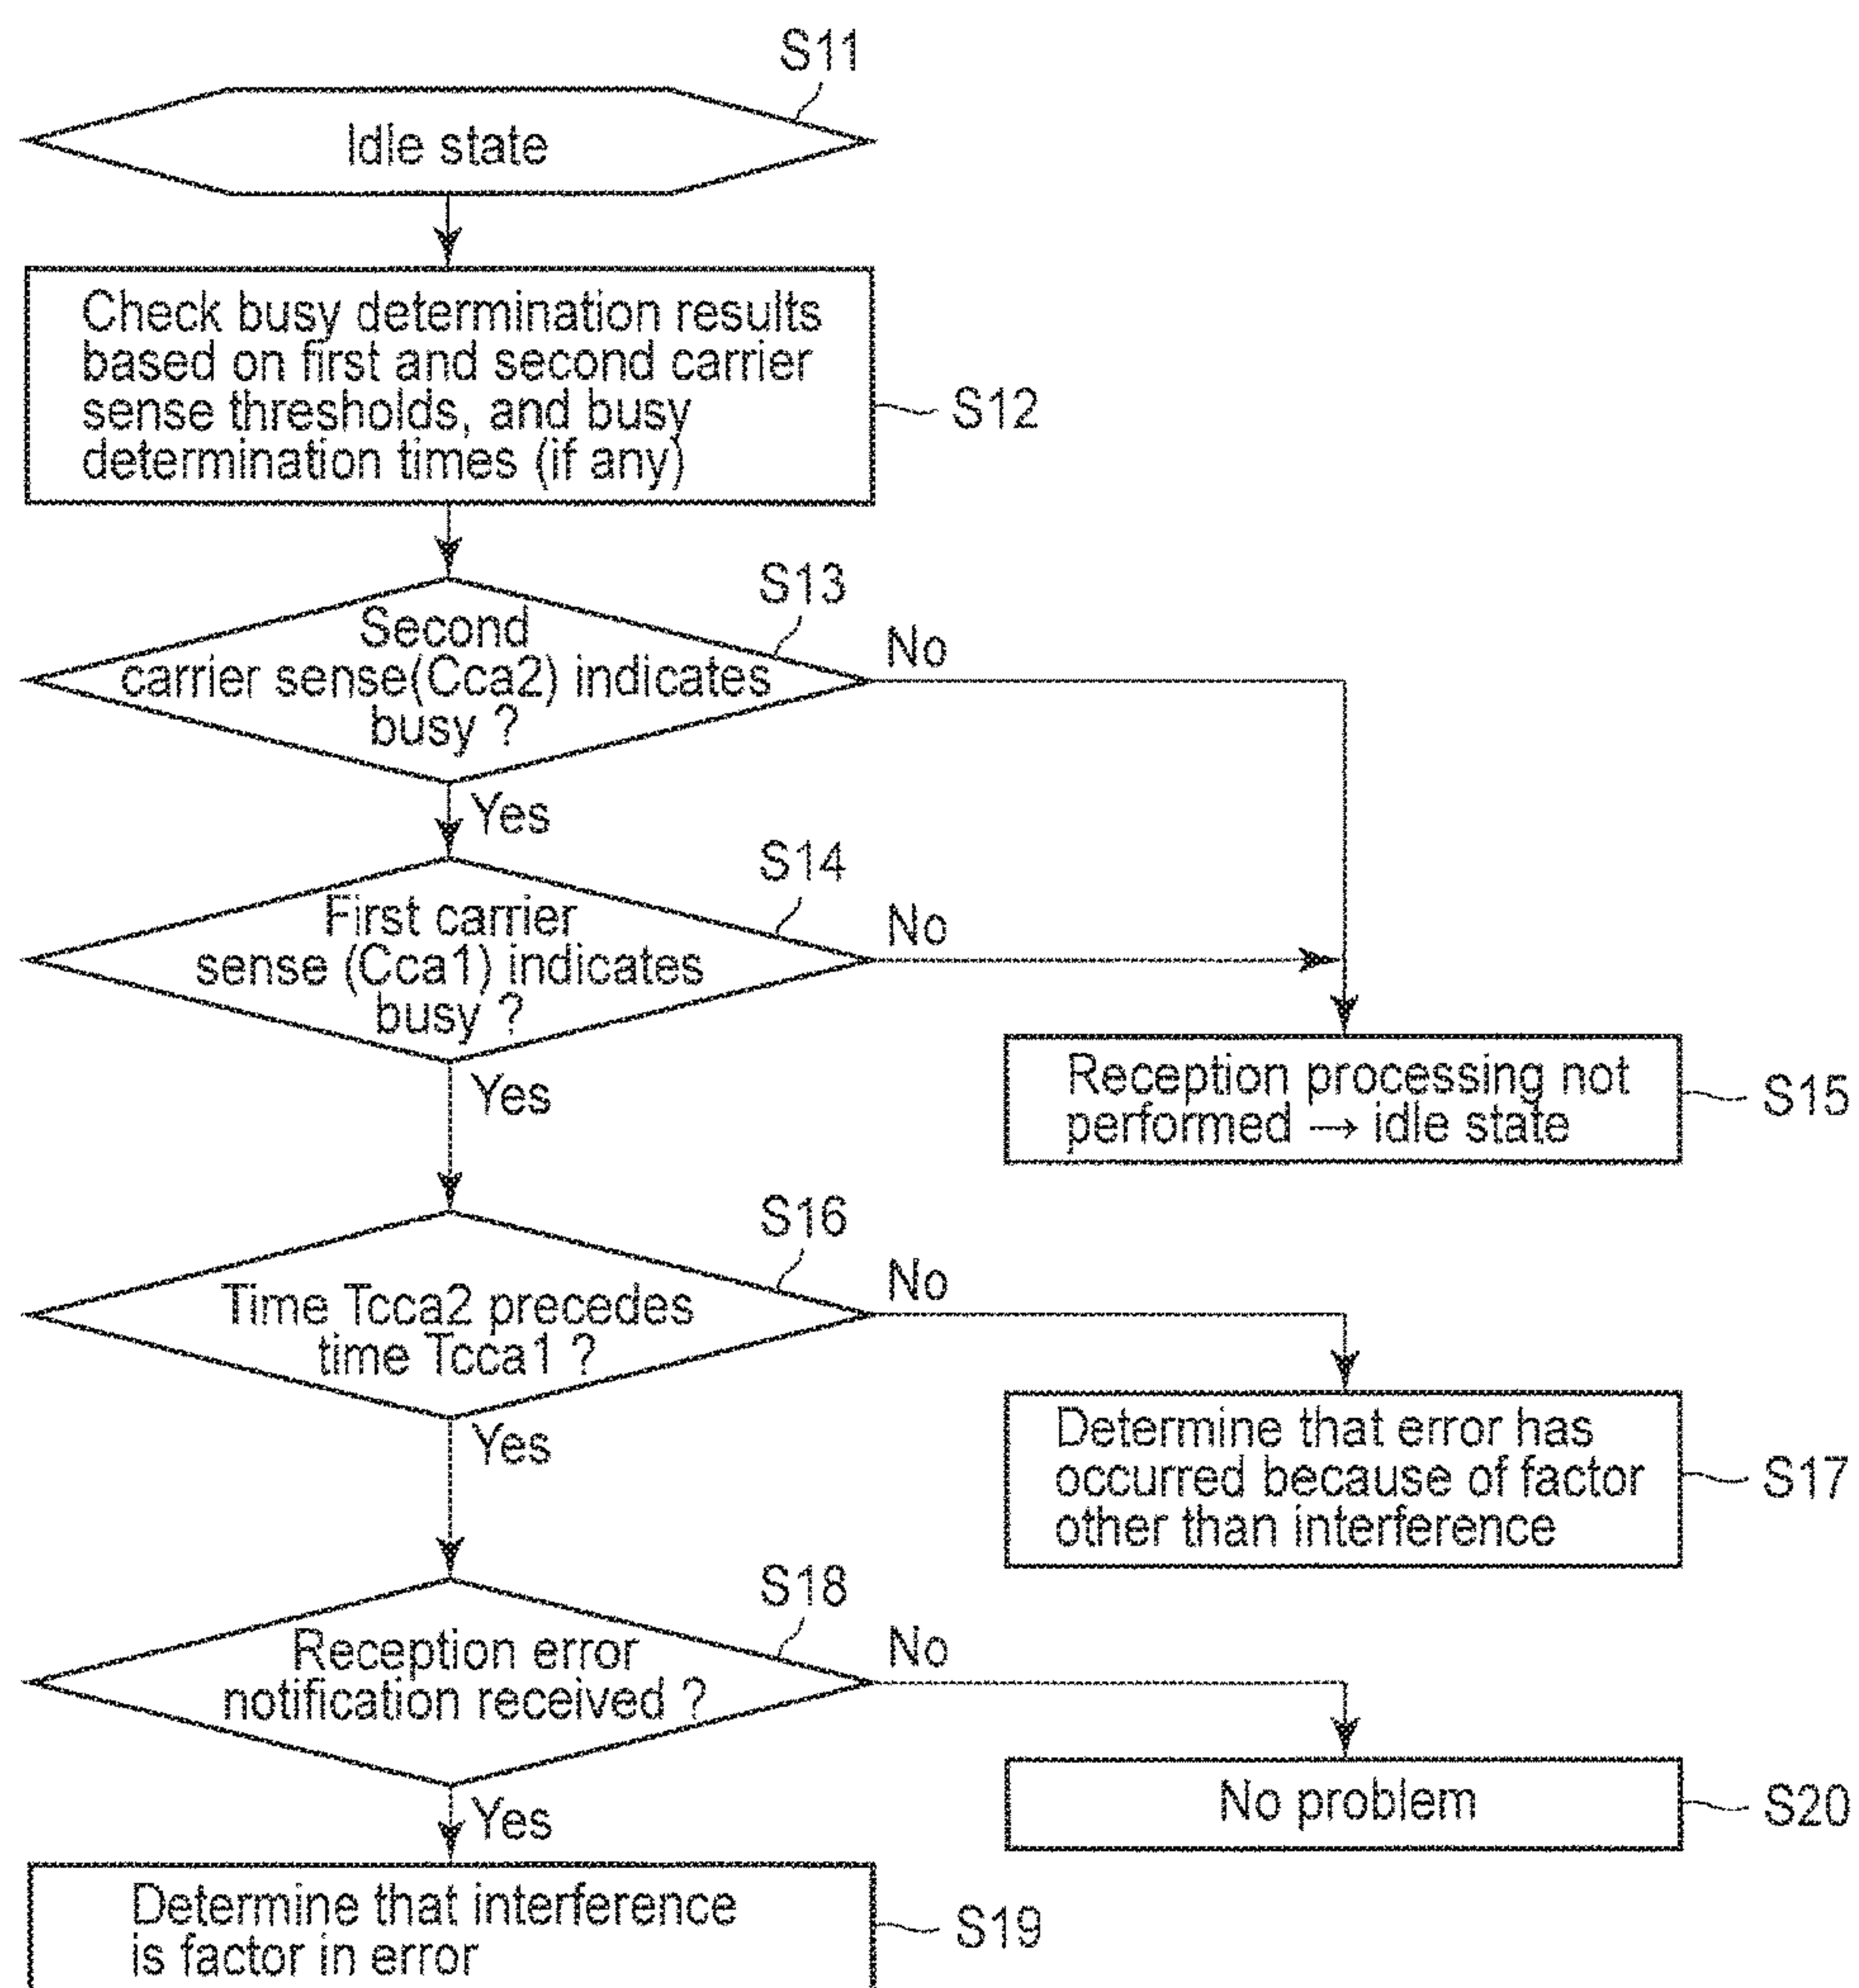 S11
Idle state
Check busy determination results
based on first and second carrier
sense thresholds, and busy
determination times (if any)
S12
S13
Second
carrier sense(Cca2) indicates
busy ?
No
Yes
S14
First carrier
sense (Cca1) indicates
busy ?
No
Yes
Reception processing not
performed → idle state
S15
S16
Time Tcca2 precedes
time Tcca1 ?
No
Yes
Determine that error has
occurred because of factor
other than interference
S17
S18
Reception error
notification received ?
No
Yes
No problem
S20
Determine that interference
is factor in error
S19